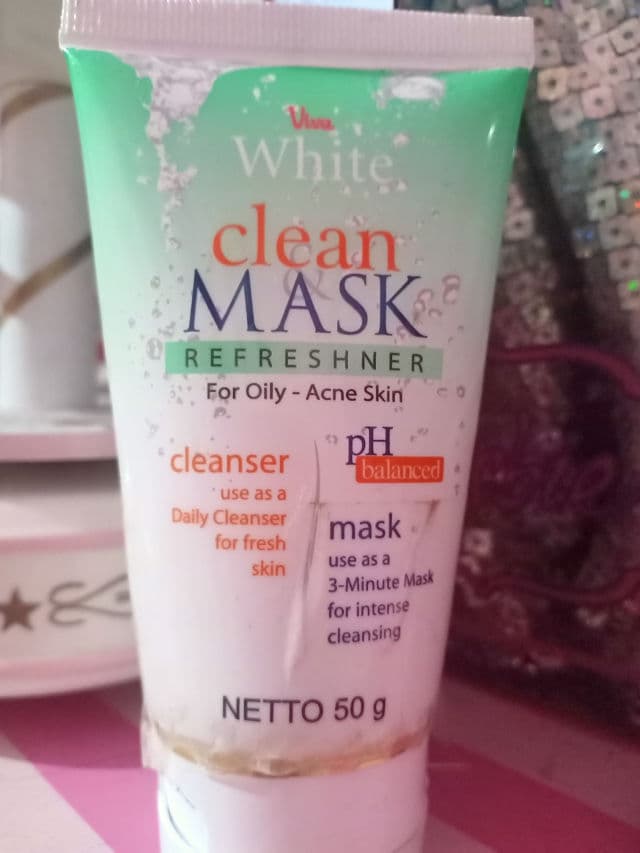 Viva
White
clean
&
MASK
REFRESHNER
For Oily - Acne Skin
cleanser
use as a
Daily Cleanser
for fresh
skin
pH
balanced
mask
use as a
3-Minute Mask
for intense
cleansing
NETTO 50 g